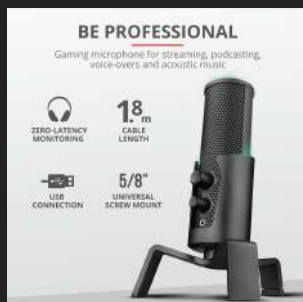 BE PROFESSIONAL
Gaming microphone for streaming, podcasting,
voice-overs and acoustic music
ZERO-LATENCY
MONITORING
1.8 m
CABLE
LENGTH
USB
CONNECTION
5/8"
UNIVERSAL
SCREW MOUNT